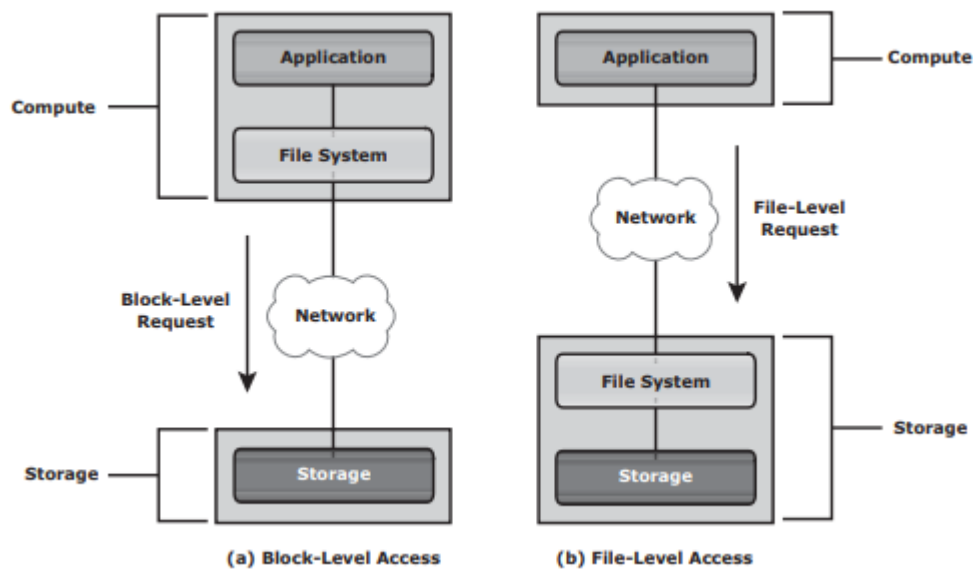 Application
Compute
File System
Block-Level
Request
Network
Storage
Storage
(a) Block-Level Access
Application
Compute
Network
File-Level
Request
File System
Storage
Storage
(b) File-Level Access